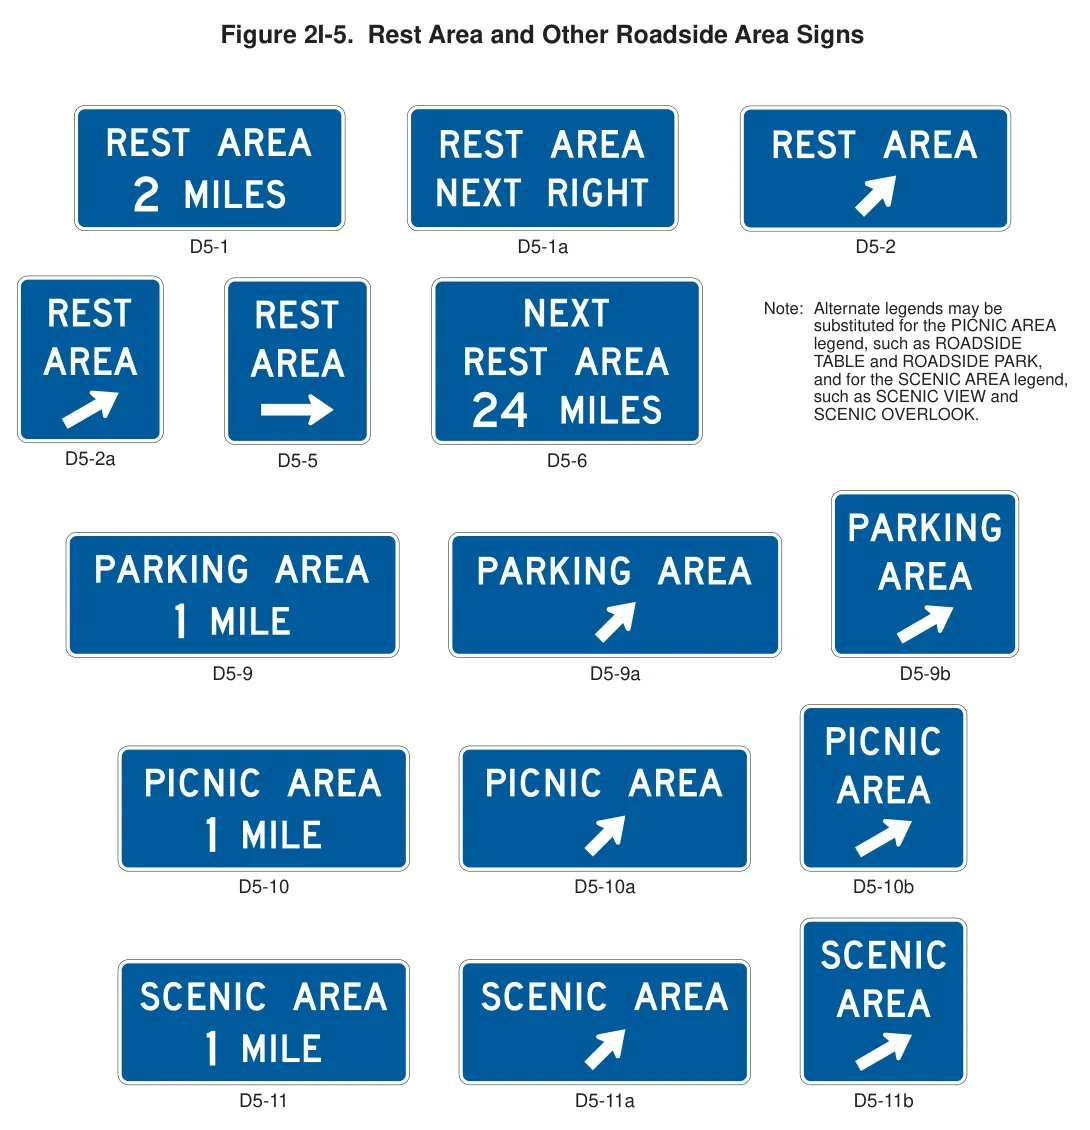 Figure 2I-5. Rest Area and Other Roadside Area Signs
REST AREA
2 MILES
D5-1
REST AREA
NEXT RIGHT
D5-1a
REST AREA
D5-2
REST
AREA
D5-2a
REST
AREA
D5-5
NEXT
REST AREA
24 MILES
D5-6
Note: Alternate legends may be
substituted for the PICNIC AREA
legend, such as ROADSIDE
TABLE and ROADSIDE PARK,
and for the SCENIC AREA legend,
such as SCENIC VIEW and
SCENIC OVERLOOK.
PARKING AREA
1 MILE
D5-9
PARKING AREA
D5-9a
PARKING
AREA
D5-9b
PICNIC AREA
1 MILE
D5-10
PICNIC AREA
D5-10a
PICNIC
AREA
D5-10b
SCENIC AREA
1 MILE
D5-11
SCENIC AREA
D5-11a
SCENIC
AREA
D5-11b